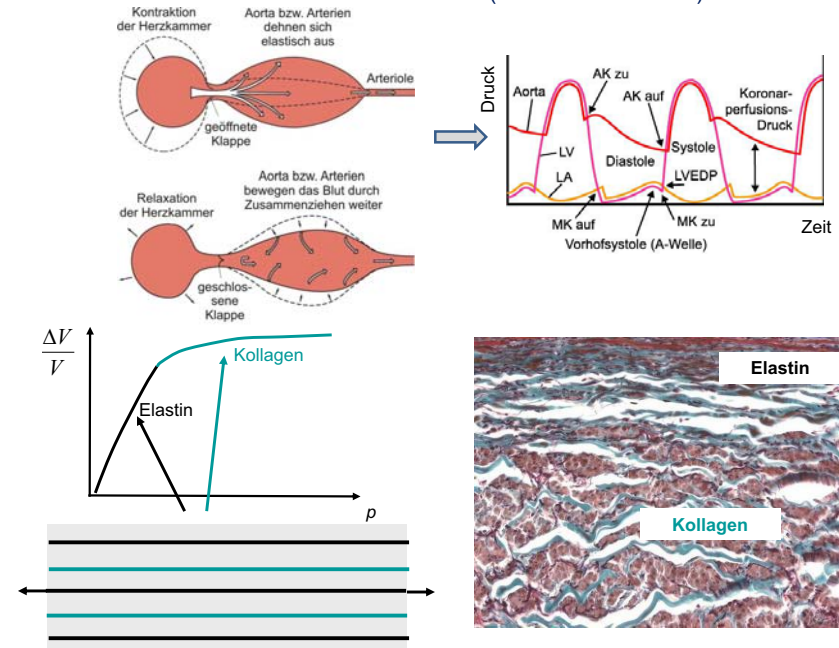 Kontraktion
der Herzkammer
Aorta bzw. Arterien
dehnen sich
elastisch aus
Arteriole
geöffnete
Klappe
Relaxation
der Herzkammer
Aorta bzw. Arterien
bewegen das Blut durch
Zusammenziehen weiter
geschlos-
sene
Klappe
Druck
Aorta
AK zu
AK auf
Koronar-
perfusions-
Druck
LV
LA
Diastole
Systole
LVEDP
MK auf
MK zu
Vorhofsystole (A-Welle)
Zeit
ΔV
V
Kollagen
Elastin
p
Elastin
Kollagen